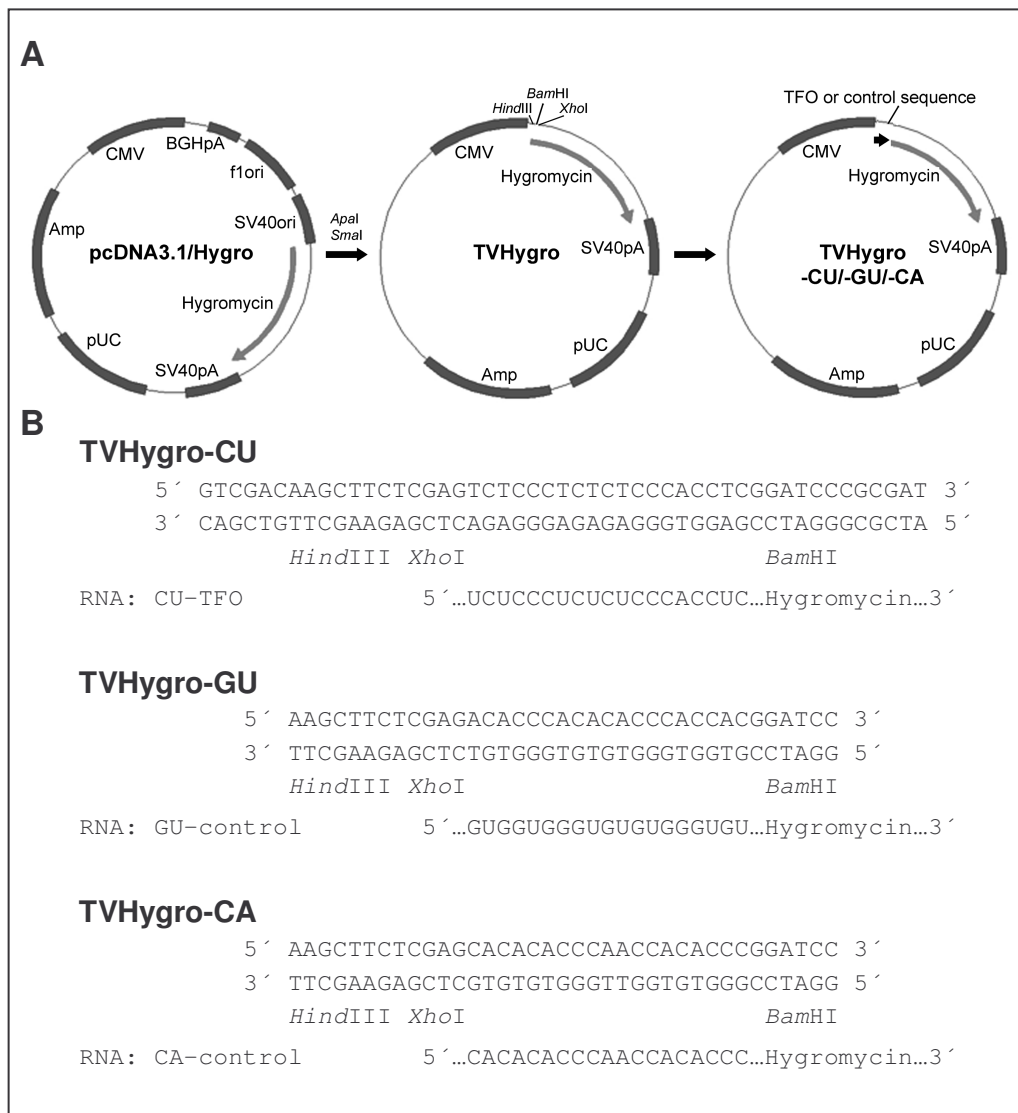 A
CMV
BGHpA
f1ori
SV40ori
Amp
pcDNA3.1/Hygro
Hygromycin
pUC
SV40pA
ApaI
SmaI
HindIII
BamHI
XhoI
CMV
Hygromycin
TVHygro
SV40pA
pUC
Amp
TFO or control sequence
CMV
Hygromycin
SV40pA
TVHygro
-CU/-GU/-CA
pUC
Amp
B
TVHygro-CU
5´ GTCGACAAGCTTCTCGAGTCTCCCTCTCTCCCACCTCGGATCCCGCGAT 3´
3´ CAGCTGTTCGAAGAGCTCAGAGGGAGAGAGGGTGGAGCCTAGGGCGCTA 5´
HindIII XhoI BamHI
RNA: CU-TFO 5´…UCUCCCUCUCUCCCACCUC…Hygromycin…3´
TVHygro-GU
5´ AAGCTTCTCGAGACACCCACACACCCACCACGGATCC 3´
3´ TTCGAAGAGCTCTGTGGGTGTGTGGGTGGTGCCTAGG 5´
HindIII XhoI BamHI
RNA: GU-control 5´…GUGGUGGGUGUGUGGGUGU…Hygromycin…3´
TVHygro-CA
5´ AAGCTTCTCGAGCACACACCCAACCACACCCGGATCC 3´
3´ TTCGAAGAGCTCGTGTGTGGGTTGGTGTGGGCCTAGG 5´
HindIII XhoI BamHI
RNA: CA-control 5´…CACACACCCAACCACACCC…Hygromycin…3´